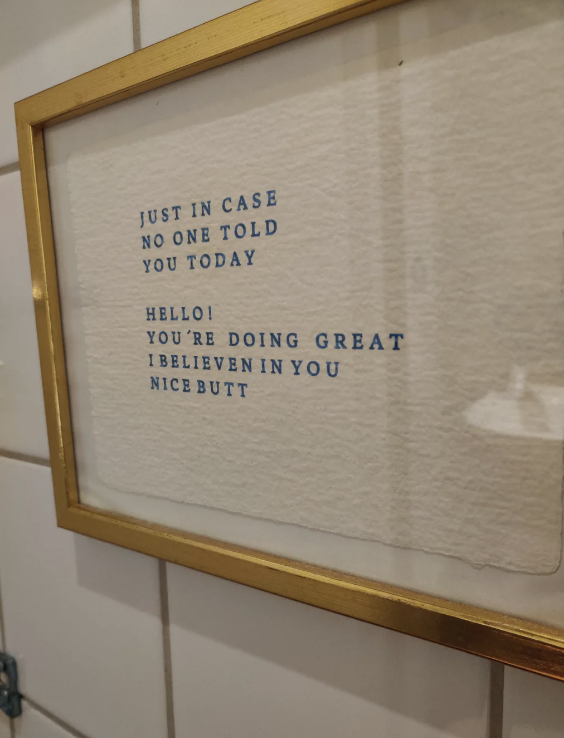 JUST IN CASE
NO ONE TOLD
YOU TODAY
HELLO!
YOU´RE DOING GREAT
I BELIEVEN IN YOU
NICE BUTT